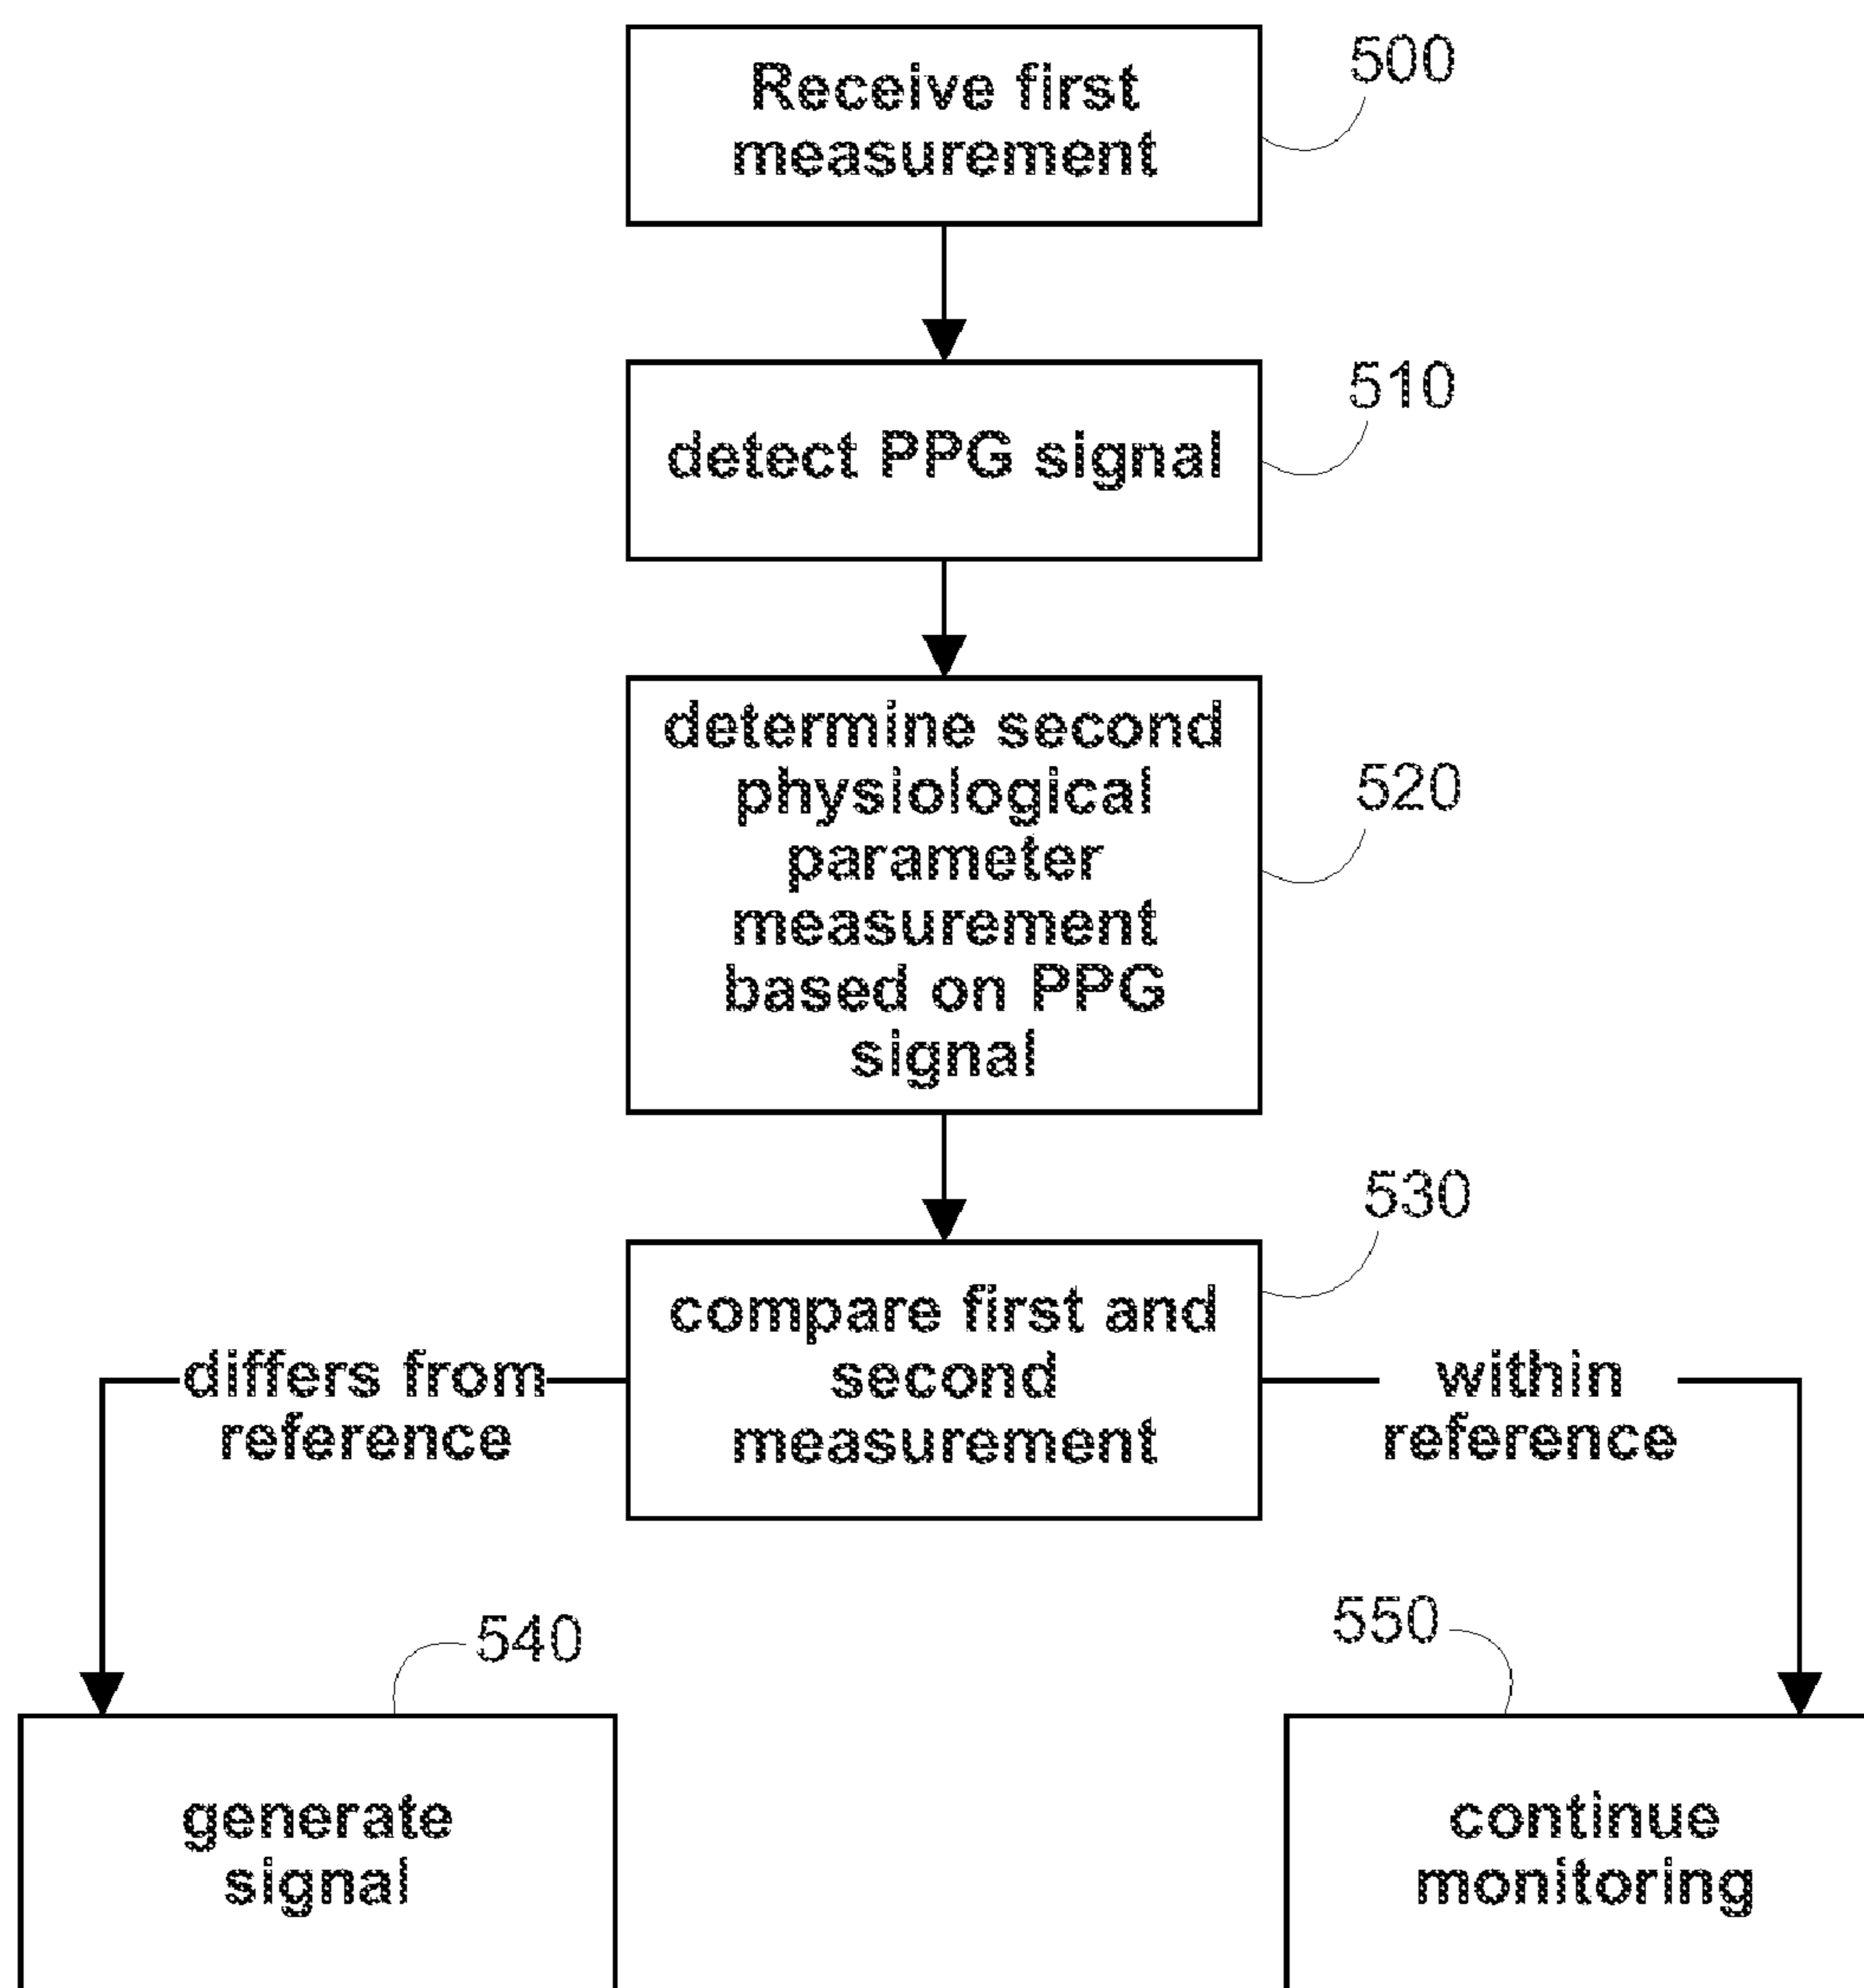 Receive first
measurement
500
detect PPG signal
510
determine second
physiological
parameter
measurement
based on PPG
signal
520
compare first and
second
measurement
530
differs from
reference
within
reference
540
generate
signal
550
continue
monitoring